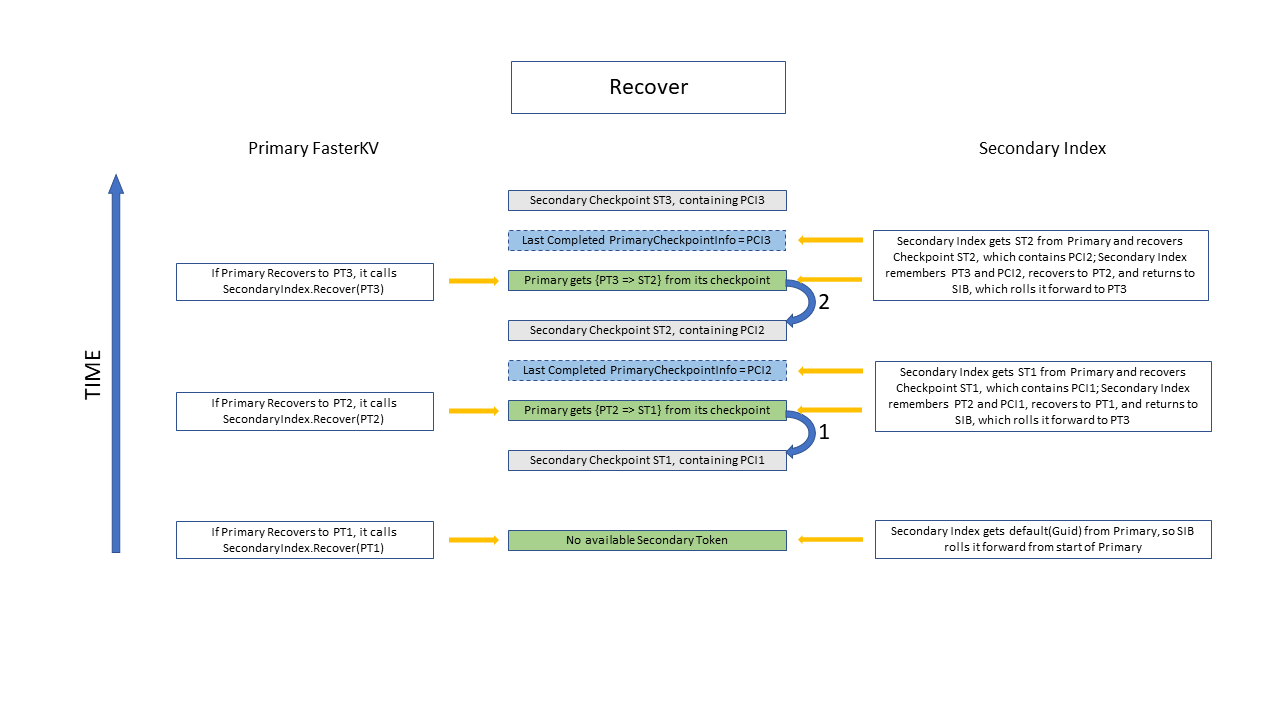 Recover
Primary FasterKV
Secondary Index
Secondary Checkpoint ST3, containing PCI3
Last Completed PrimaryCheckpointInfo = PCI3
Secondary Index gets ST2 from Primary and recovers
Checkpoint ST2, which contains PCI2; Secondary Index
remembers PT3 and PCI2, recovers to PT2, and returns to
SIB, which rolls it forward to PT3
If Primary Recovers to PT3, it calls
SecondaryIndex.Recover(PT3)
Primary gets {PT3 => ST2} from its checkpoint
2
Secondary Checkpoint ST2, containing PCI2
TIME
Last Completed PrimaryCheckpointInfo = PCI2
Secondary Index gets ST1 from Primary and recovers
Checkpoint ST1, which contains PCI1; Secondary Index
remembers PT2 and PCI1, recovers to PT1, and returns to
SIB, which rolls it forward to PT3
If Primary Recovers to PT2, it calls
SecondaryIndex.Recover(PT2)
Primary gets {PT2 => ST1} from its checkpoint
1
Secondary Checkpoint ST1, containing PCI1
If Primary Recovers to PT1, it calls
SecondaryIndex.Recover(PT1)
No available Secondary Token
Secondary Index gets default(Guid) from Primary, so SIB
rolls it forward from start of Primary